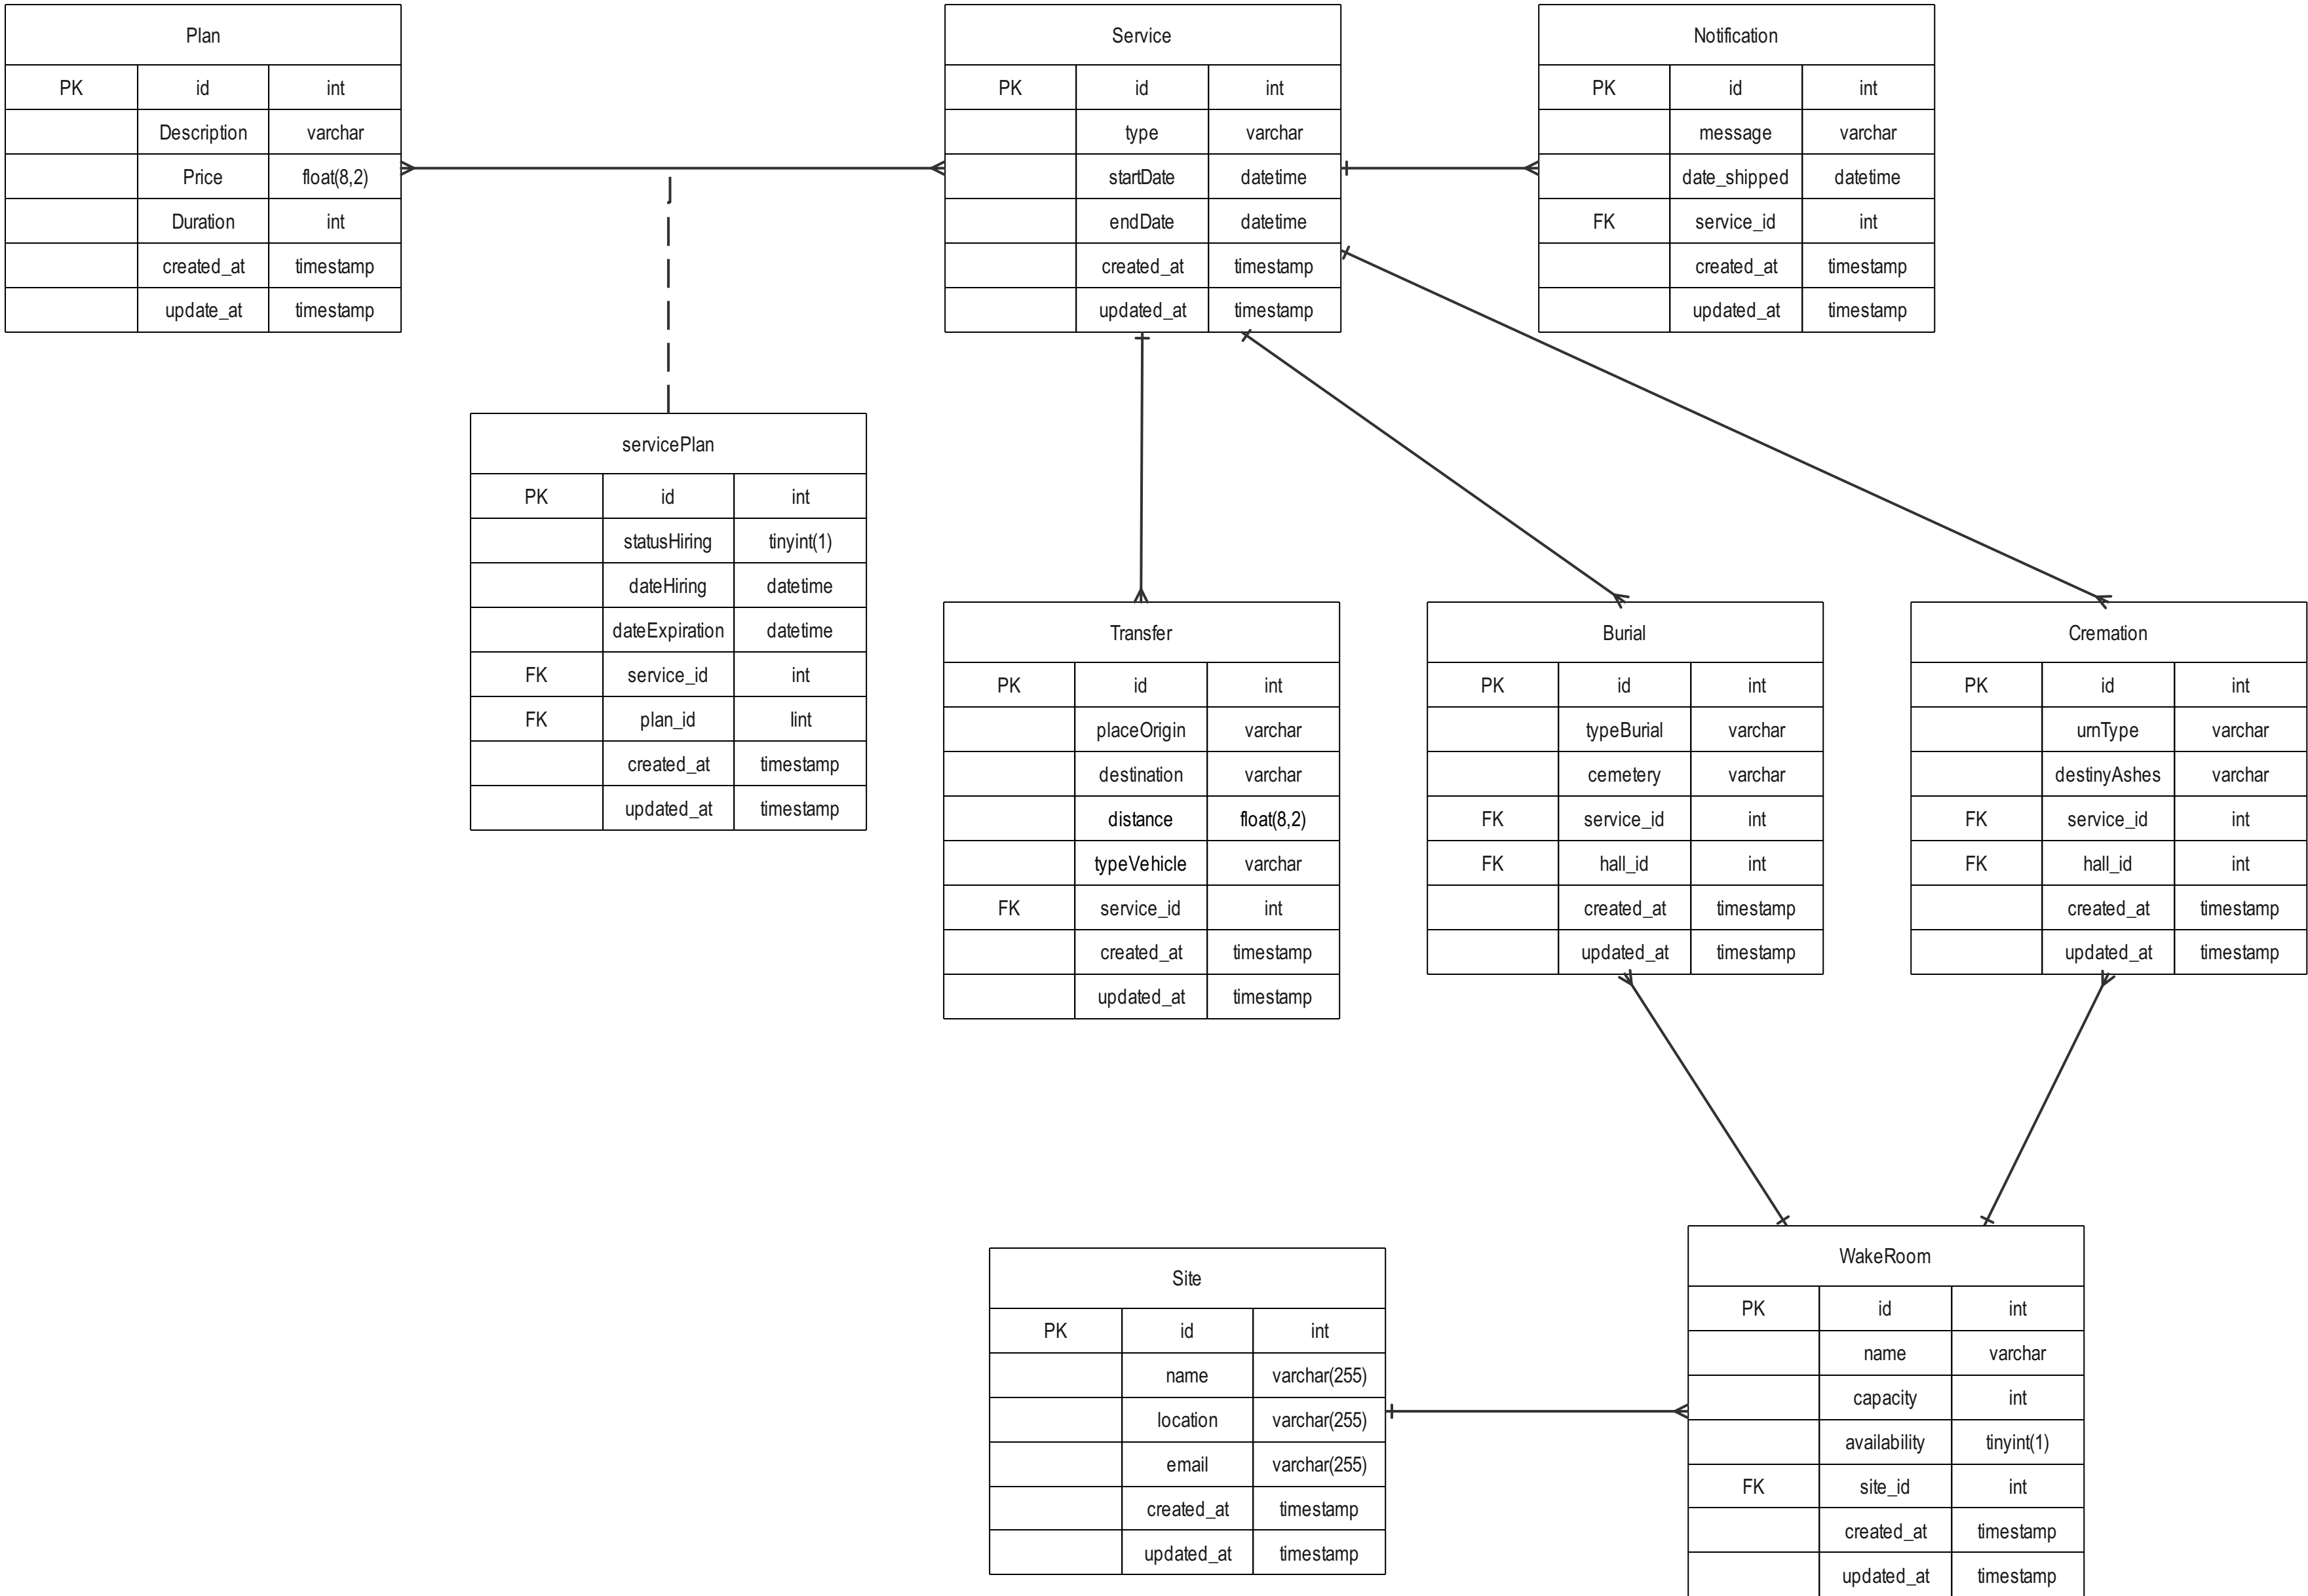 Plan
PK id int
Description varchar
Price float(8,2)
Duration int
created_at timestamp
update_at timestamp
Service
PK id int
type varchar
startDate datetime
endDate datetime
created_at timestamp
updated_at timestamp
Notification
PK id int
message varchar
date_shipped datetime
FK service_id int
created_at timestamp
updated_at timestamp
servicePlan
PK id int
statusHiring tinyint(1)
dateHiring datetime
dateExpiration datetime
FK service_id int
FK plan_id lint
created_at timestamp
updated_at timestamp
Transfer
PK id int
placeOrigin varchar
destination varchar
distance float(8,2)
typeVehicle varchar
FK service_id int
created_at timestamp
updated_at timestamp
Burial
PK id int
typeBurial varchar
cemetery varchar
FK service_id int
FK hall_id int
created_at timestamp
updated_at timestamp
Cremation
PK id int
urnType varchar
destinyAshes varchar
FK service_id int
FK hall_id int
created_at timestamp
updated_at timestamp
Site
PK id int
name varchar(255)
location varchar(255)
email varchar(255)
created_at timestamp
updated_at timestamp
WakeRoom
PK id int
name varchar
capacity int
availability tinyint(1)
FK site_id int
created_at timestamp
updated_at timestamp